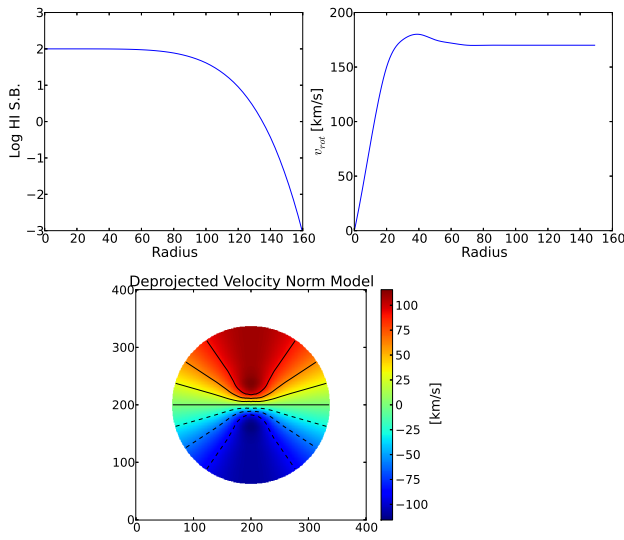 3
2
1
0
−1
−2
−3
Log HI S.B.
0 20 40 60 80 100 120 140 160
Radius
200
150
100
50
0
v_rot [km/s]
0 20 40 60 80 100 120 140 160
Radius
Deprojected Velocity Norm Model
400
300
200
100
0
0 100 200 300 400
100
75
50
25
0
−25
−50
−75
−100
[km/s]